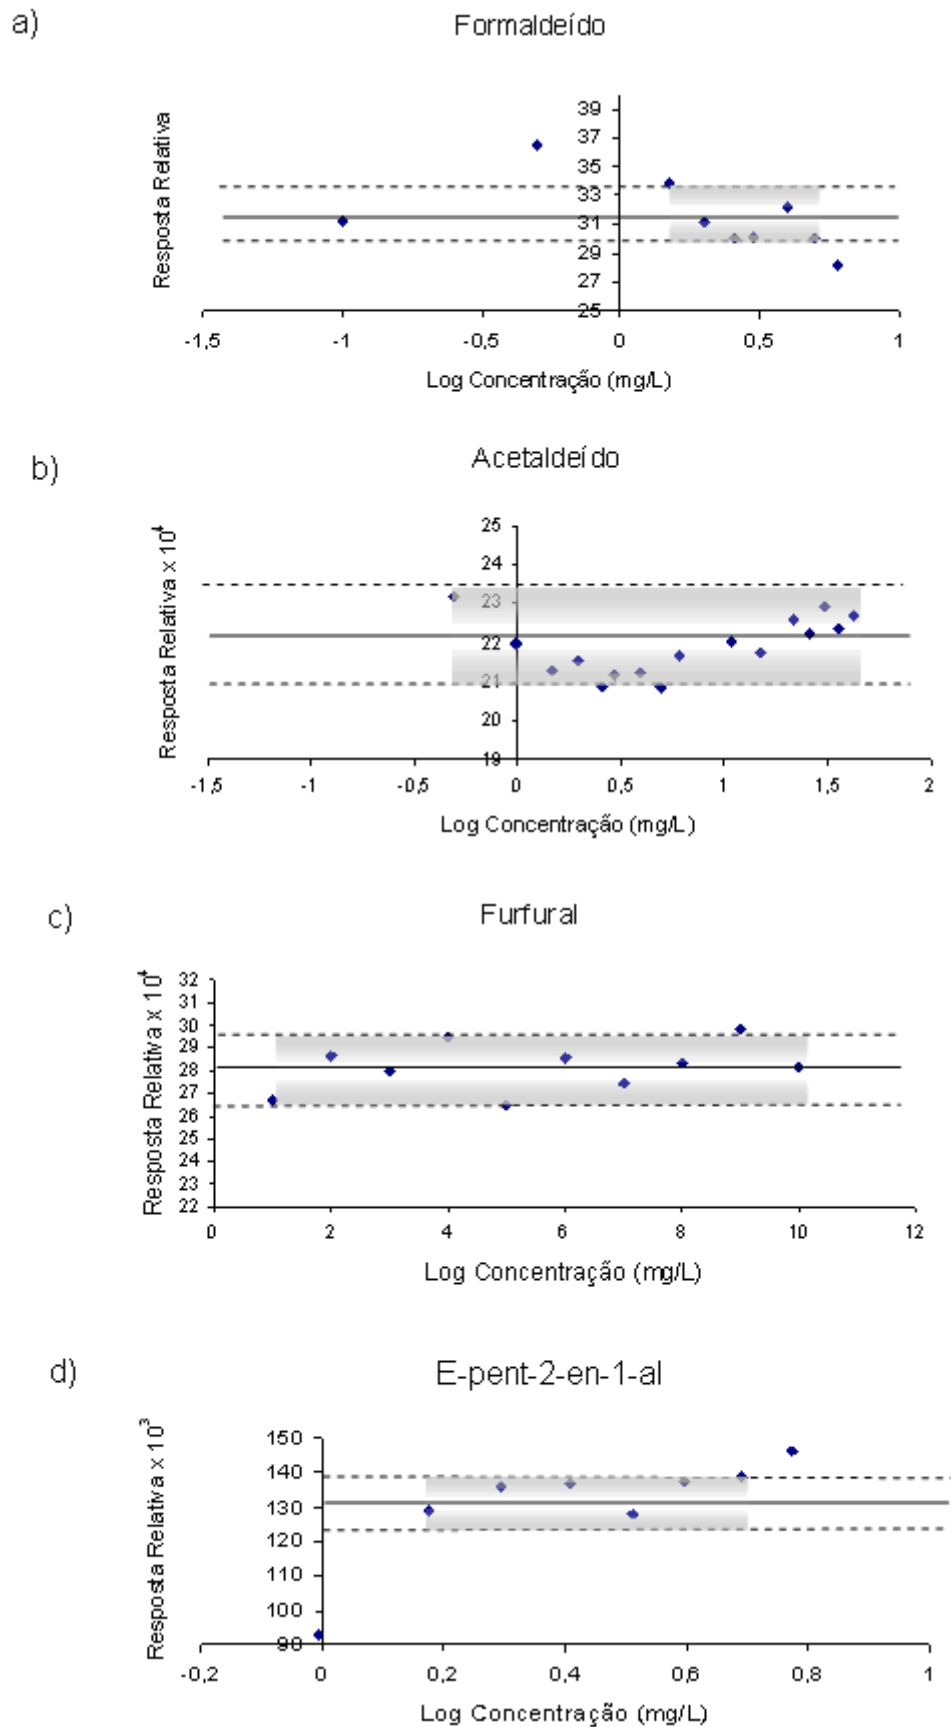 a)
Formaldeído
Resposta Relativa
39
37
35
33
31
29
27
25
-1,5 -1 -0,5 0 0,5 1
Log Concentração (mg/L)
b)
Acetaldeído
Resposta Relativa x 10⁴
25
24
23
22
21
20
19
-1,5 -1 -0,5 0 0,5 1 1,5 2
Log Concentração (mg/L)
c)
Furfural
Resposta Relativa x 10⁴
32
31
30
29
28
27
26
25
24
23
22
0 2 4 6 8 10 12
Log Concentração (mg/L)
d)
E-pent-2-en-1-al
Resposta Relativa x 10³
150
140
130
120
110
100
90
-0,2 0 0,2 0,4 0,6 0,8 1
Log Concentração (mg/L)